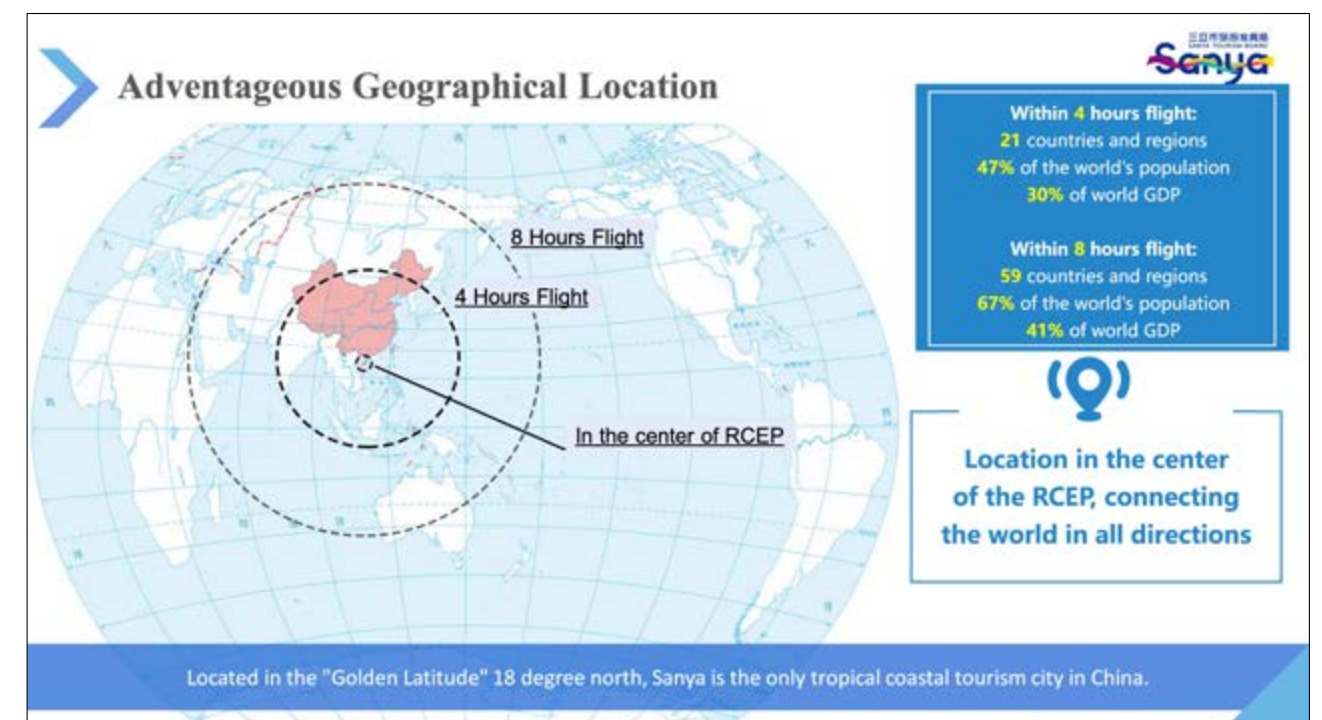 Adventageous Geographical Location
SANYA TOURISM BOARD
Sanya
Within 4 hours flight:
21 countries and regions
47% of the world's population
30% of world GDP
Within 8 hours flight:
59 countries and regions
67% of the world's population
41% of world GDP
8 Hours Flight
4 Hours Flight
In the center of RCEP
Location in the center
of the RCEP, connecting
the world in all directions
Located in the "Golden Latitude" 18 degree north, Sanya is the only tropical coastal tourism city in China.